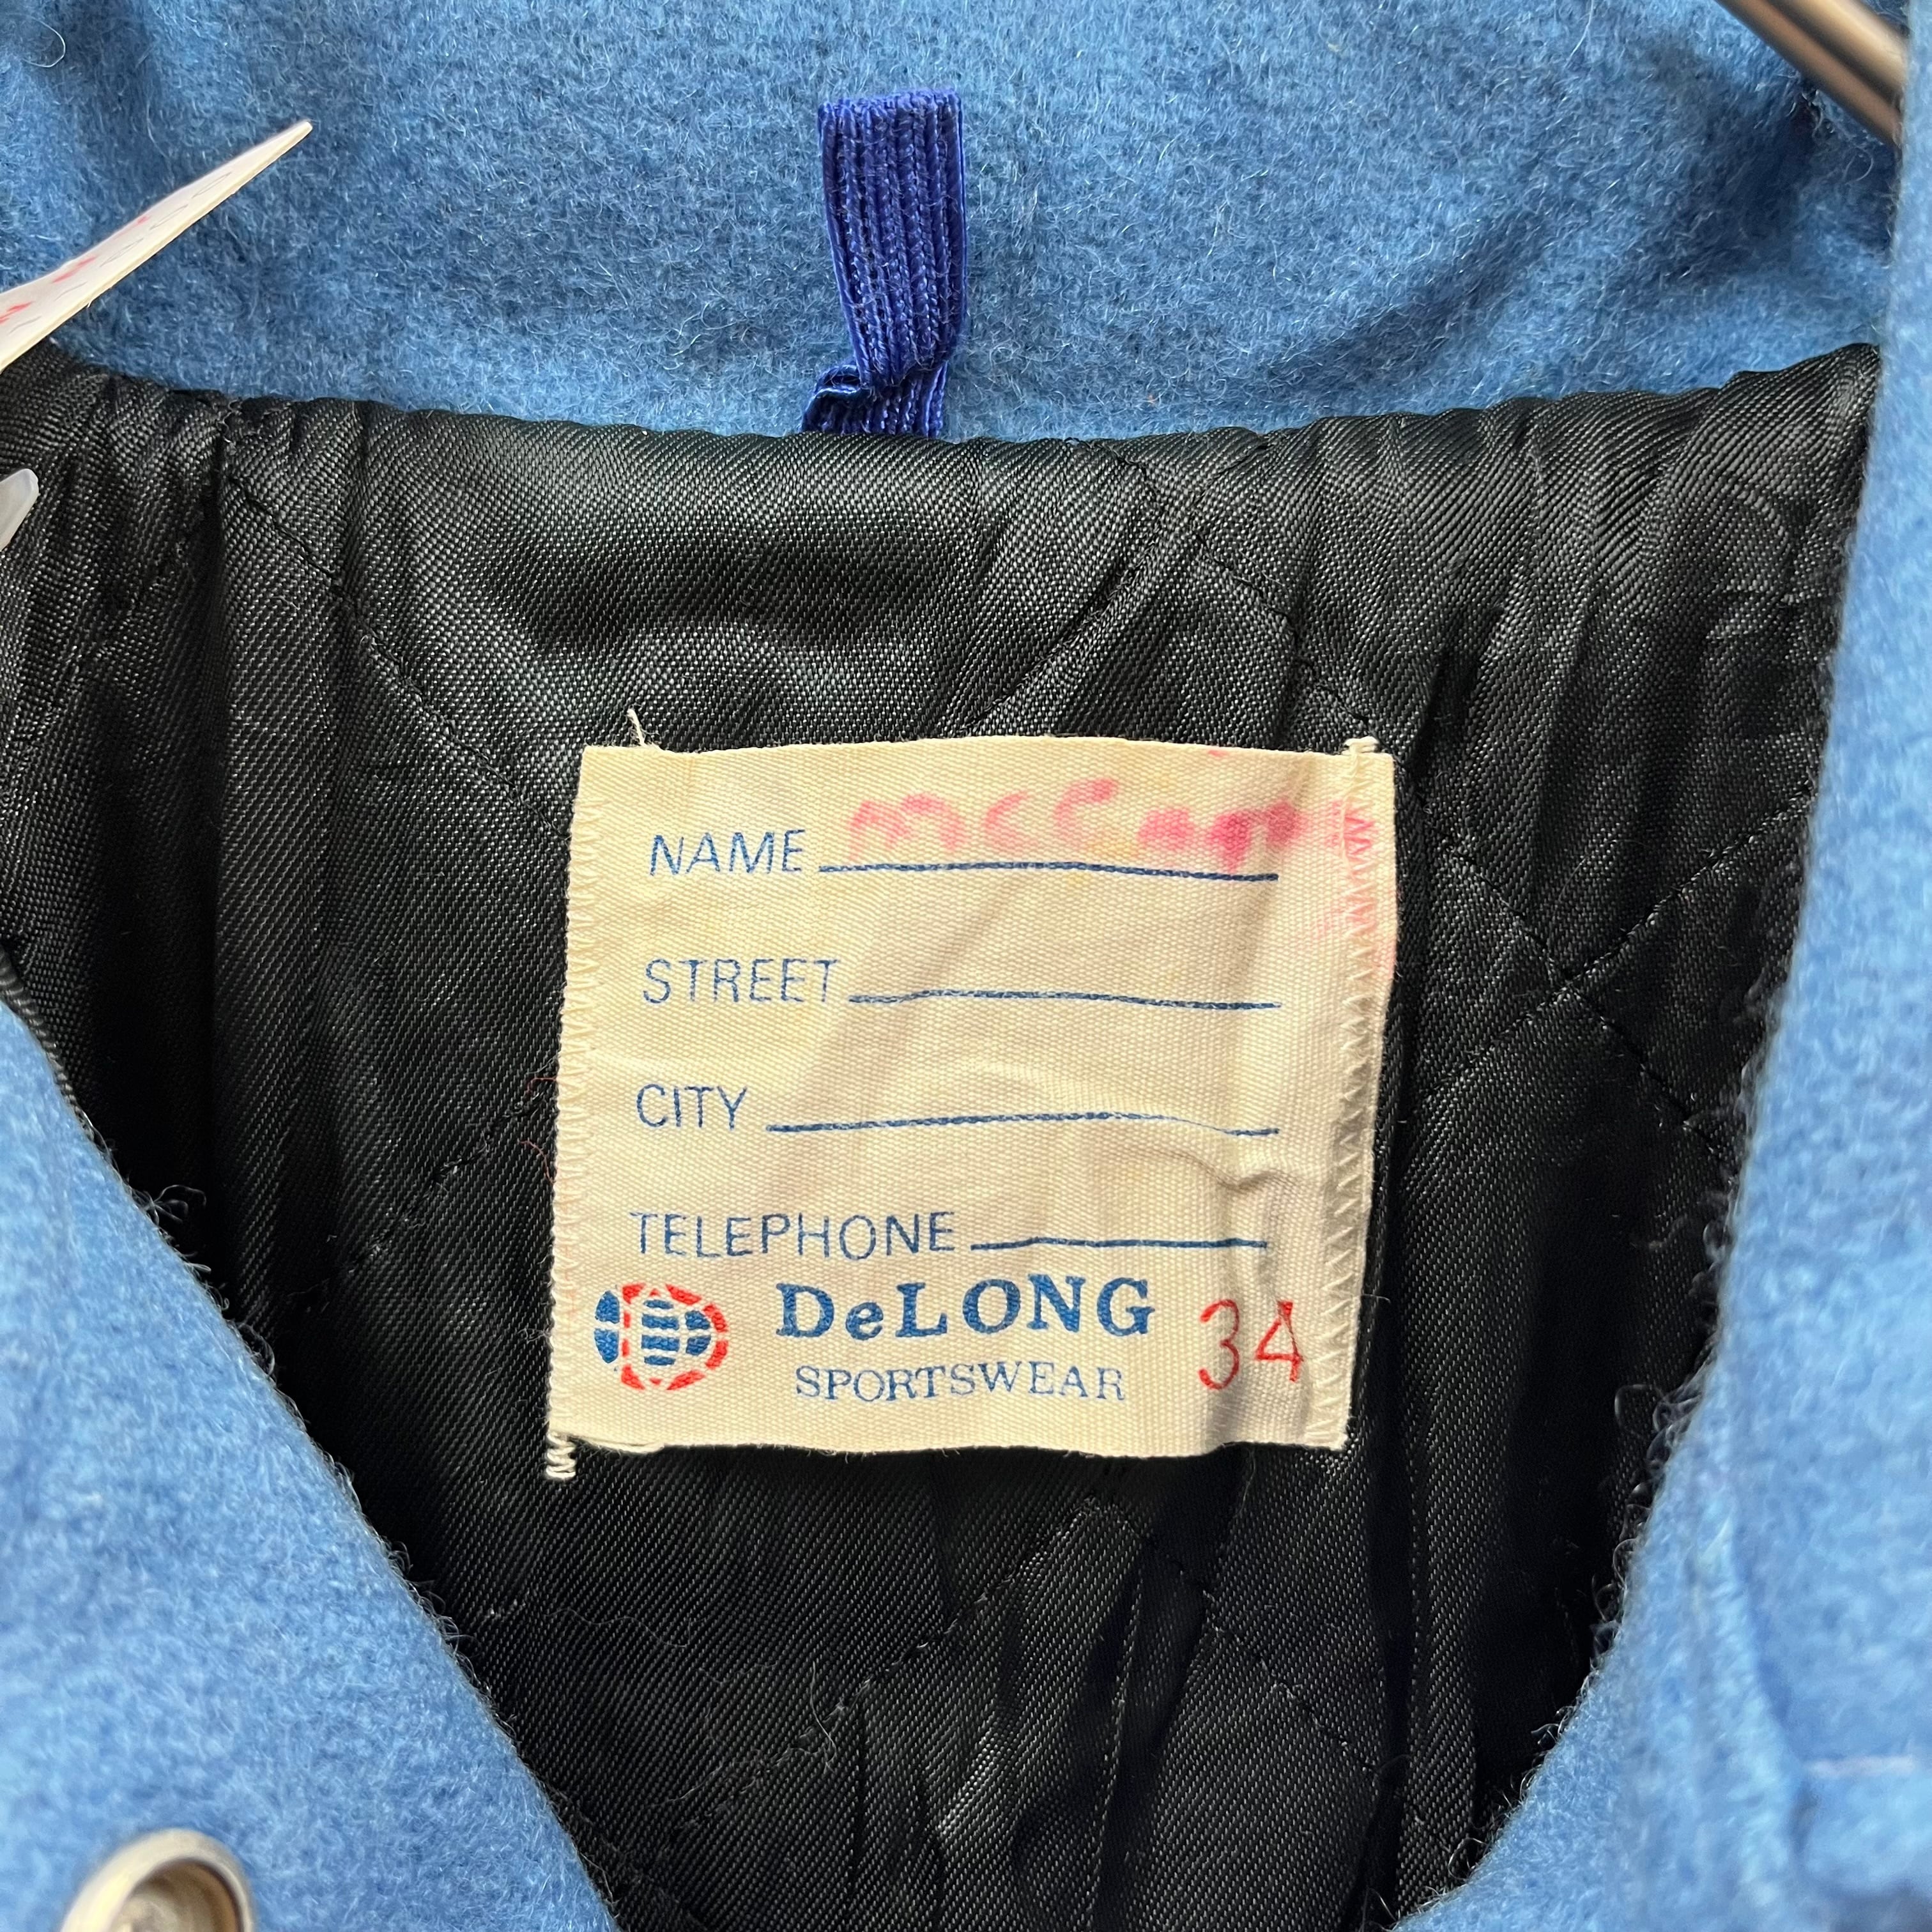 NAME
STREET
CITY
TELEPHONE
DeLONG 34
SPORTSWEAR